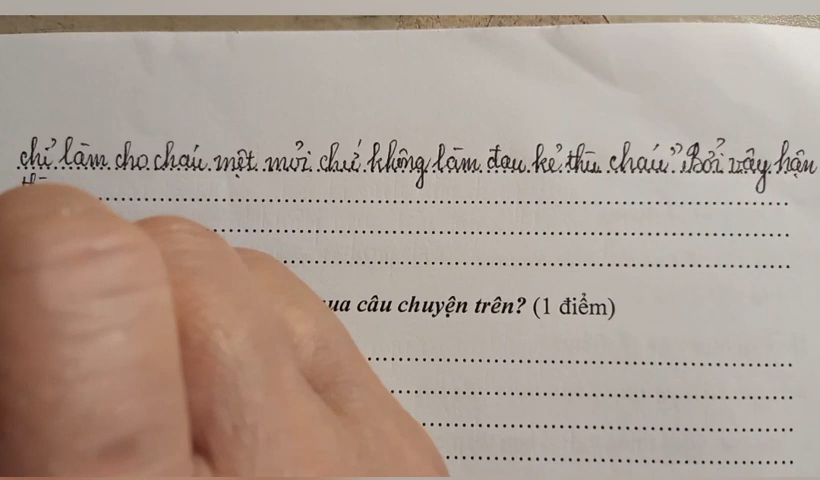 chỉ làm cho cháu mệt mỏi chứ không làm đau kẻ thù cháu” Bởi vậy hận
ua câu chuyện trên? (1 điểm)